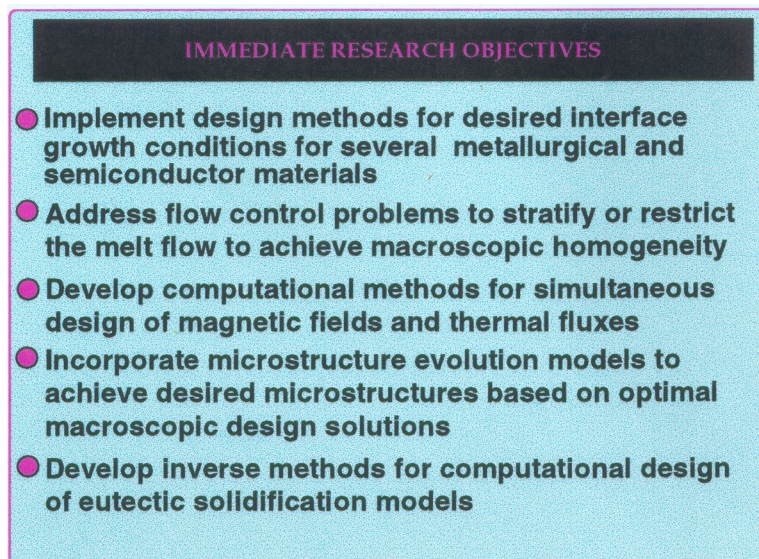 IMMEDIATE RESEARCH OBJECTIVES
Implement design methods for desired interface
growth conditions for several metallurgical and
semiconductor materials
Address flow control problems to stratify or restrict
the melt flow to achieve macroscopic homogeneity
Develop computational methods for simultaneous
design of magnetic fields and thermal fluxes
Incorporate microstructure evolution models to
achieve desired microstructures based on optimal
macroscopic design solutions
Develop inverse methods for computational design
of eutectic solidification models